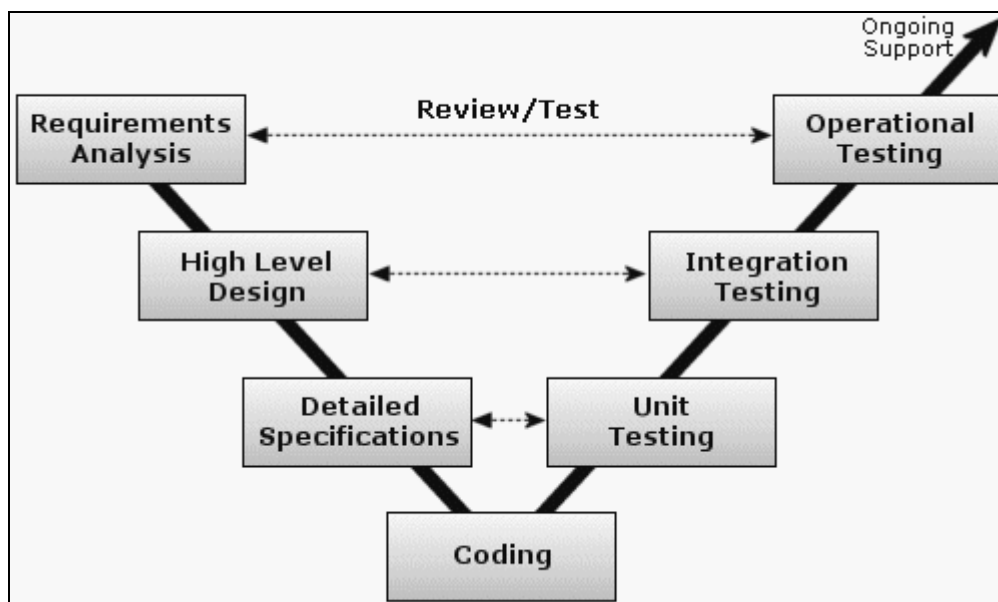 Ongoing
Support
Requirements
Analysis
Review/Test
Operational
Testing
High Level
Design
Integration
Testing
Detailed
Specifications
Unit
Testing
Coding